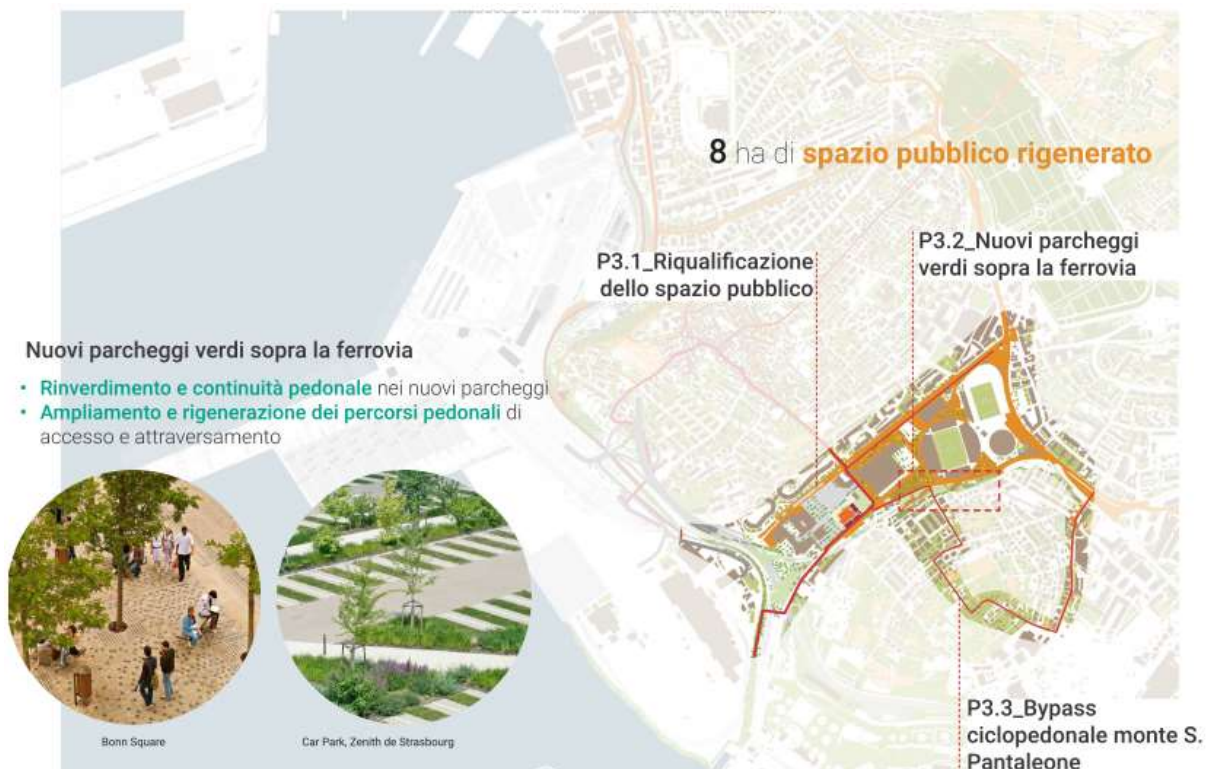 8 ha di spazio pubblico rigenerato
P3.1_Riqualificazione
dello spazio pubblico
P3.2_Nuovi parcheggi
verdi sopra la ferrovia
Nuovi parcheggi verdi sopra la ferrovia
• Rinverdimento e continuità pedonale nei nuovi parcheggi
• Ampliamento e rigenerazione dei percorsi pedonali di
accesso e attraversamento
Bonn Square
Car Park, Zenith de Strasbourg
P3.3_Bypass
ciclopedonale monte S.
Pantaleone